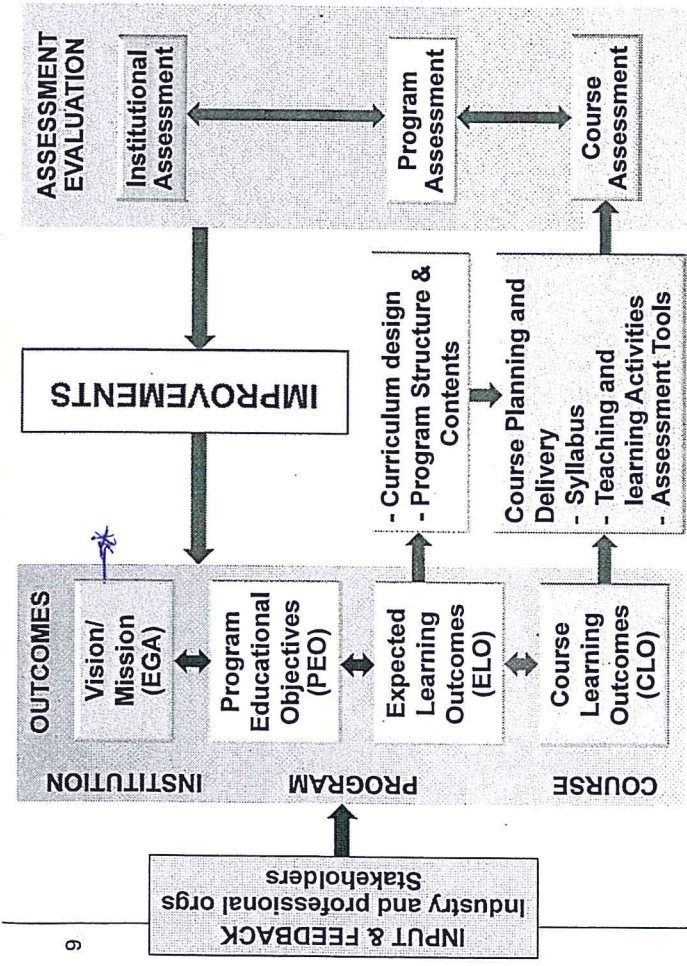 9
INPUT & FEEDBACK
Industry and professional orgs
Stakeholders
OUTCOMES
INSTITUTION
PROGRAM
COURSE
Vision/
Mission
(EGA)
Program
Educational
Objectives
(PEO)
Expected
Learning
Outcomes
(ELO)
Course
Learning
Outcomes
(CLO)
IMPROVEMENTS
- Curriculum design
- Program Structure &
Contents
Course Planning and
Delivery
- Syllabus
- Teaching and
learning Activities
- Assessment Tools
ASSESSMENT
EVALUATION
Institutional
Assessment
Program
Assessment
Course
Assessment